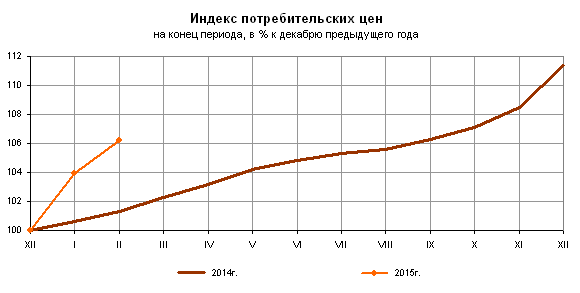 Индекс потребительских цен
на конец периода, в % к декабрю предыдущего года
112
110
108
106
104
102
100
XII I II III IV V VI VII VIII IX X XI XII
2014г. 2015г.